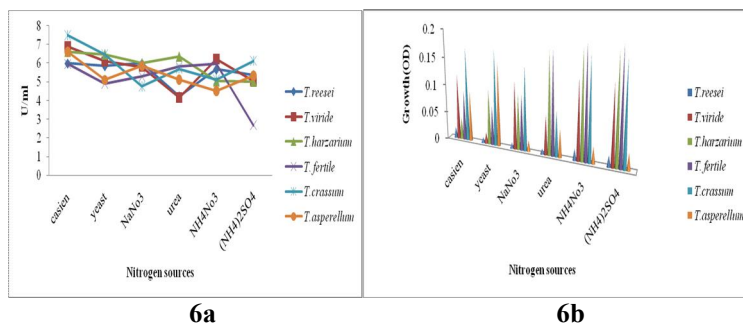 8
7
6
5
4
3
2
1
0
U/ml
casien
yeast
NaNo3
urea
NH4No3
(NH4)2SO4
Nitrogen sources
T.reesei
T.viride
T.harzarium
T.fertile
T.crassum
T.asperellum
6a
0.2
0.15
0.1
0.05
0
Growth(OD)
casien
yeast
NaNo3
urea
NH4No3
(NH4)2SO4
Nitrogen sources
T.reesei
T.viride
T.harzarium
T.fertile
T.crassum
T.asperellum
6b